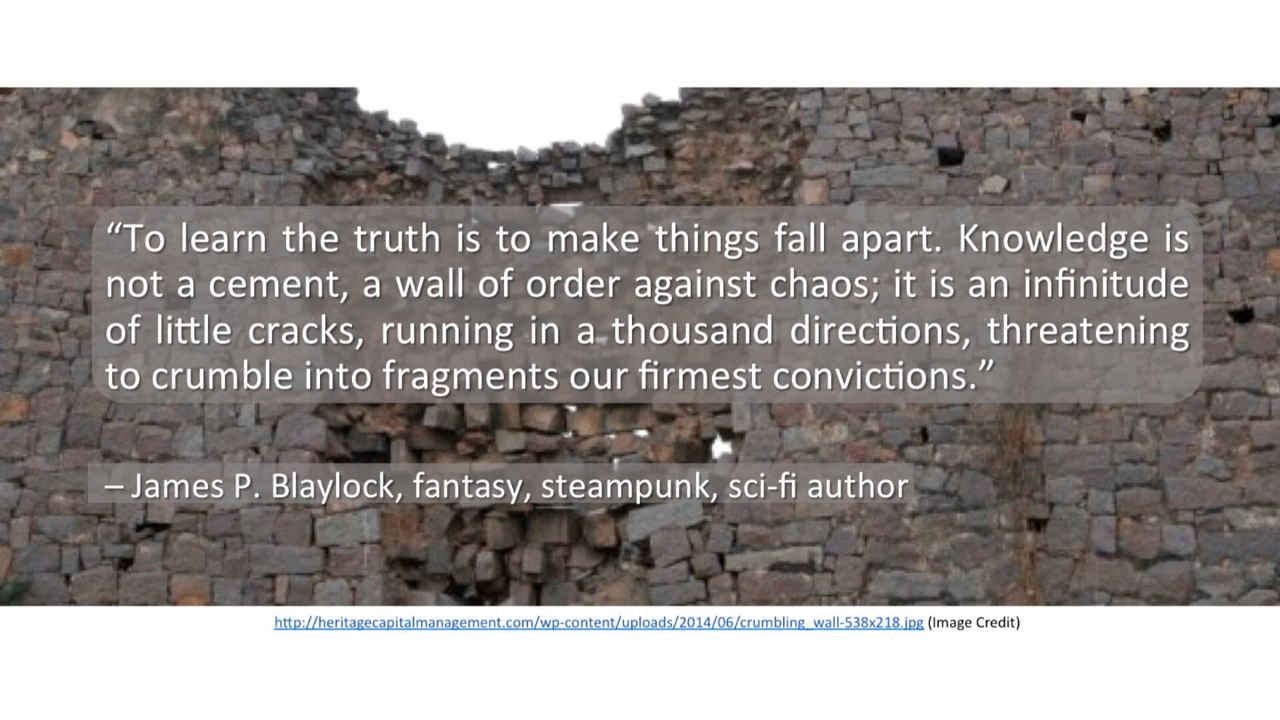 “To learn the truth is to make things fall apart. Knowledge is
not a cement, a wall of order against chaos; it is an infinitude
of little cracks, running in a thousand directions, threatening
to crumble into fragments our firmest convictions.”
– James P. Blaylock, fantasy, steampunk, sci-fi author
http://heritagecapitalmanagement.com/wp-content/uploads/2014/06/crumbling_wall-538x218.jpg (Image Credit)